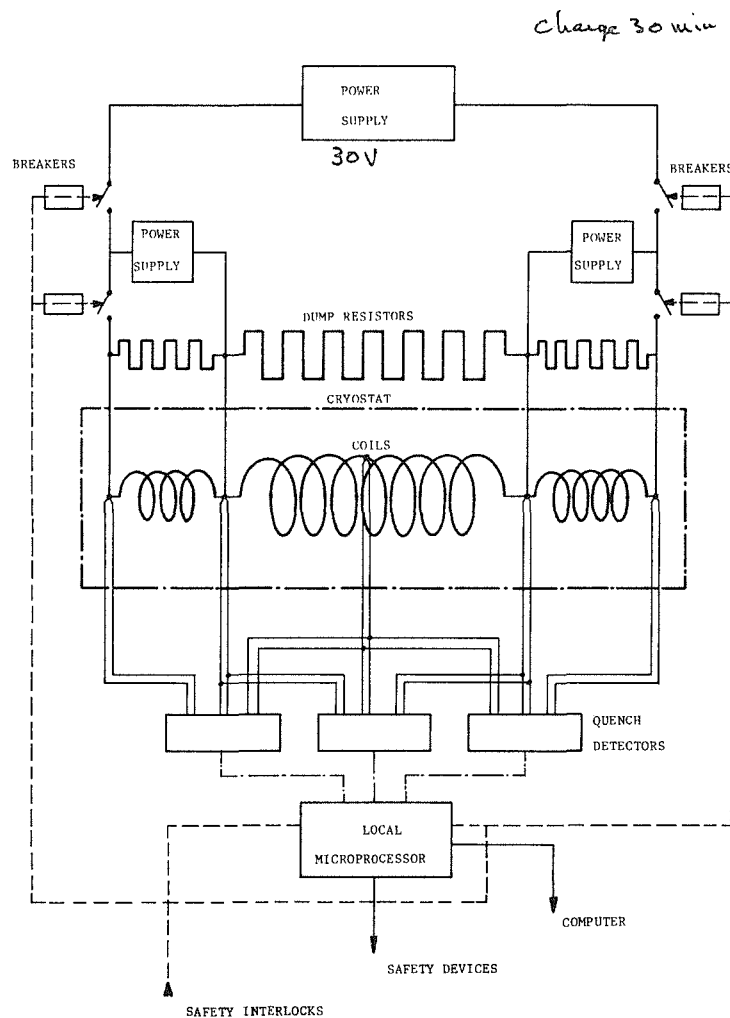 Charge 30 min
POWER
SUPPLY
30V
BREAKERS
BREAKERS
POWER
SUPPLY
POWER
SUPPLY
DUMP RESISTORS
CRYOSTAT
COILS
QUENCH
DETECTORS
LOCAL
MICROPROCESSOR
COMPUTER
SAFETY DEVICES
SAFETY INTERLOCKS